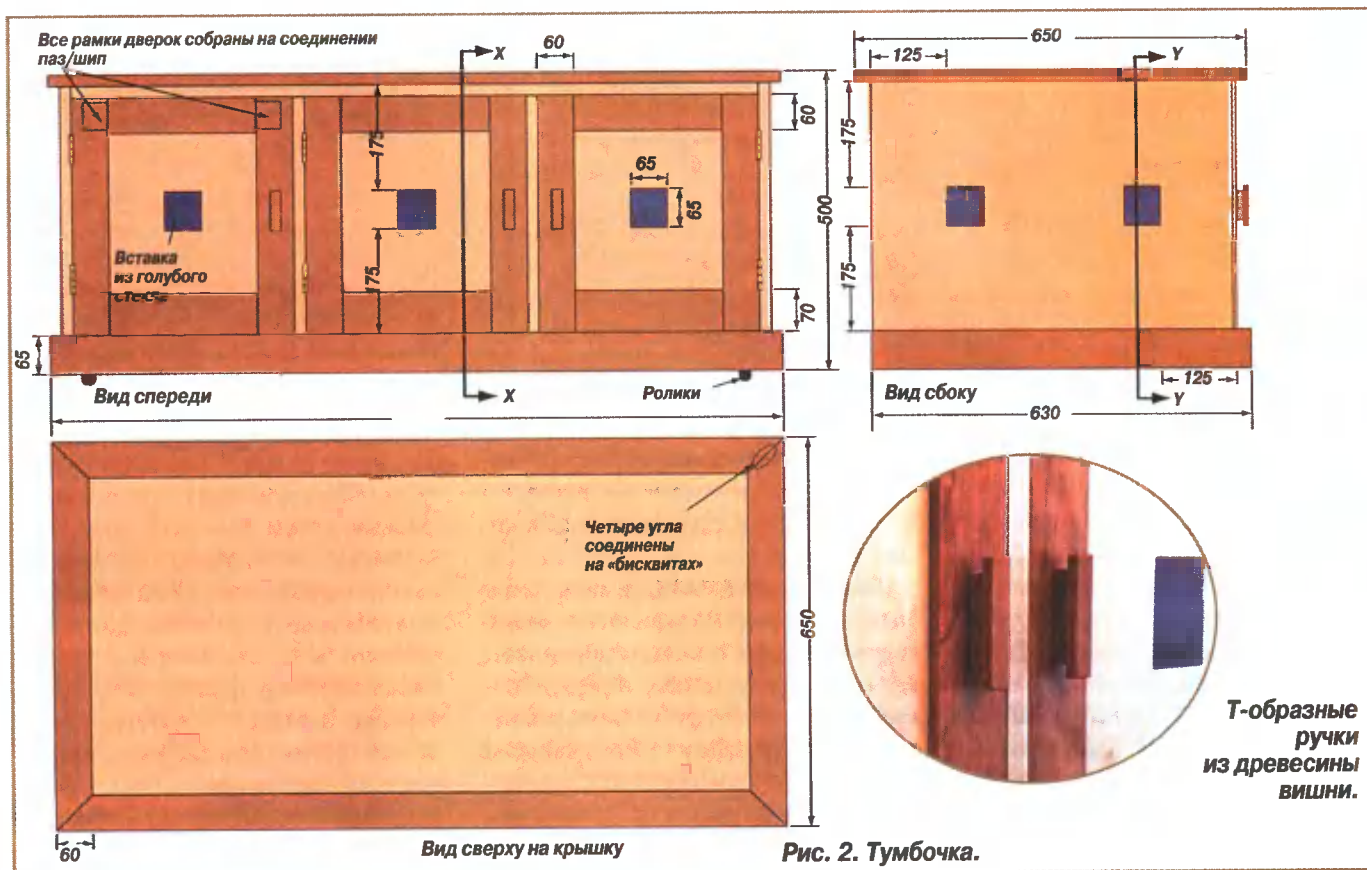 Все рамки дверок собраны на соединении
паз/шип
X
60
175
60
65
65
500
Вставка
из голубого
стекла
175
70
65
Вид спереди
X
Ролики
650
125
Y
175
175
125
Вид сбоку
Y
630
Четыре угла
соединены
на «бисквитах»
650
60
Вид сверху на крышку
Т-образные
ручки
из древесины
вишни.
Рис. 2. Тумбочка.